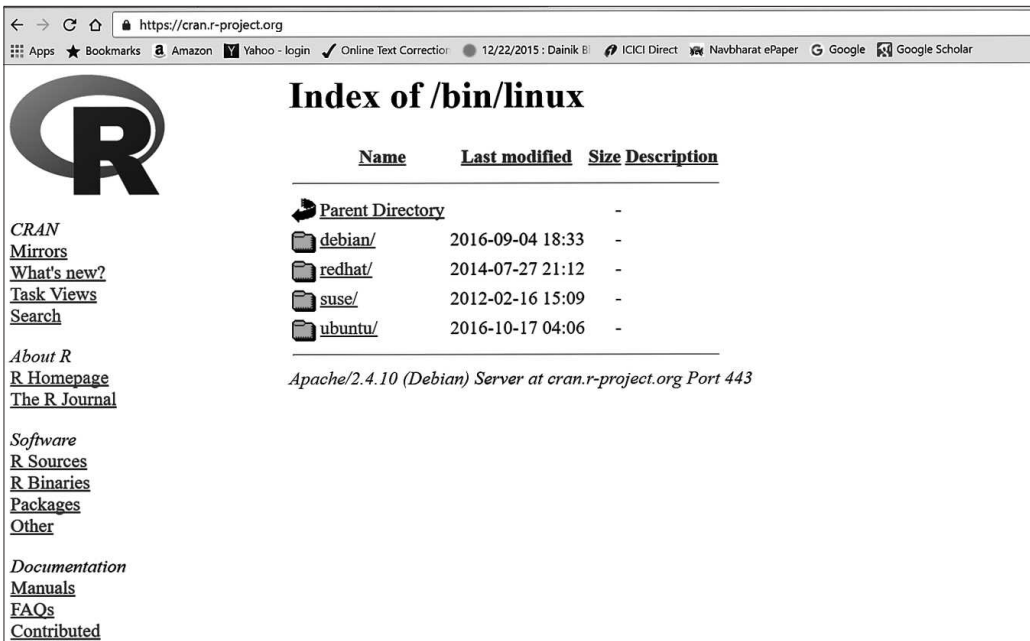 https://cran.r-project.org
Apps Bookmarks Amazon Yahoo - login Online Text Correction 12/22/2015 : Dainik B ICICI Direct Navbharat ePaper Google Google Scholar
R
Index of /bin/linux
Name Last modified Size Description
Parent Directory -
debian/ 2016-09-04 18:33 -
redhat/ 2014-07-27 21:12 -
suse/ 2012-02-16 15:09 -
ubuntu/ 2016-10-17 04:06 -
Apache/2.4.10 (Debian) Server at cran.r-project.org Port 443
CRAN
Mirrors
What's new?
Task Views
Search
About R
R Homepage
The R Journal
Software
R Sources
R Binaries
Packages
Other
Documentation
Manuals
FAQs
Contributed